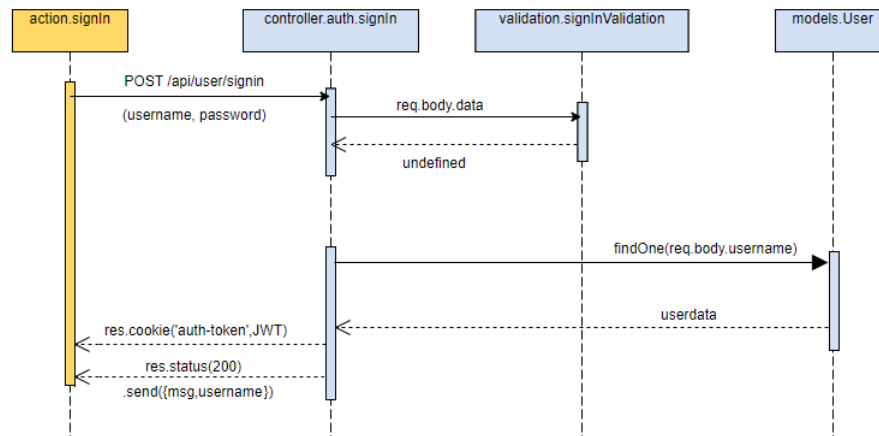 action.signIn
controller.auth.signIn
validation.signInValidation
models.User
POST /api/user/signin
(username, password)
req.body.data
undefined
findOne(req.body.username)
userdata
res.cookie('auth-token',JWT)
res.status(200)
.send({msg,username})